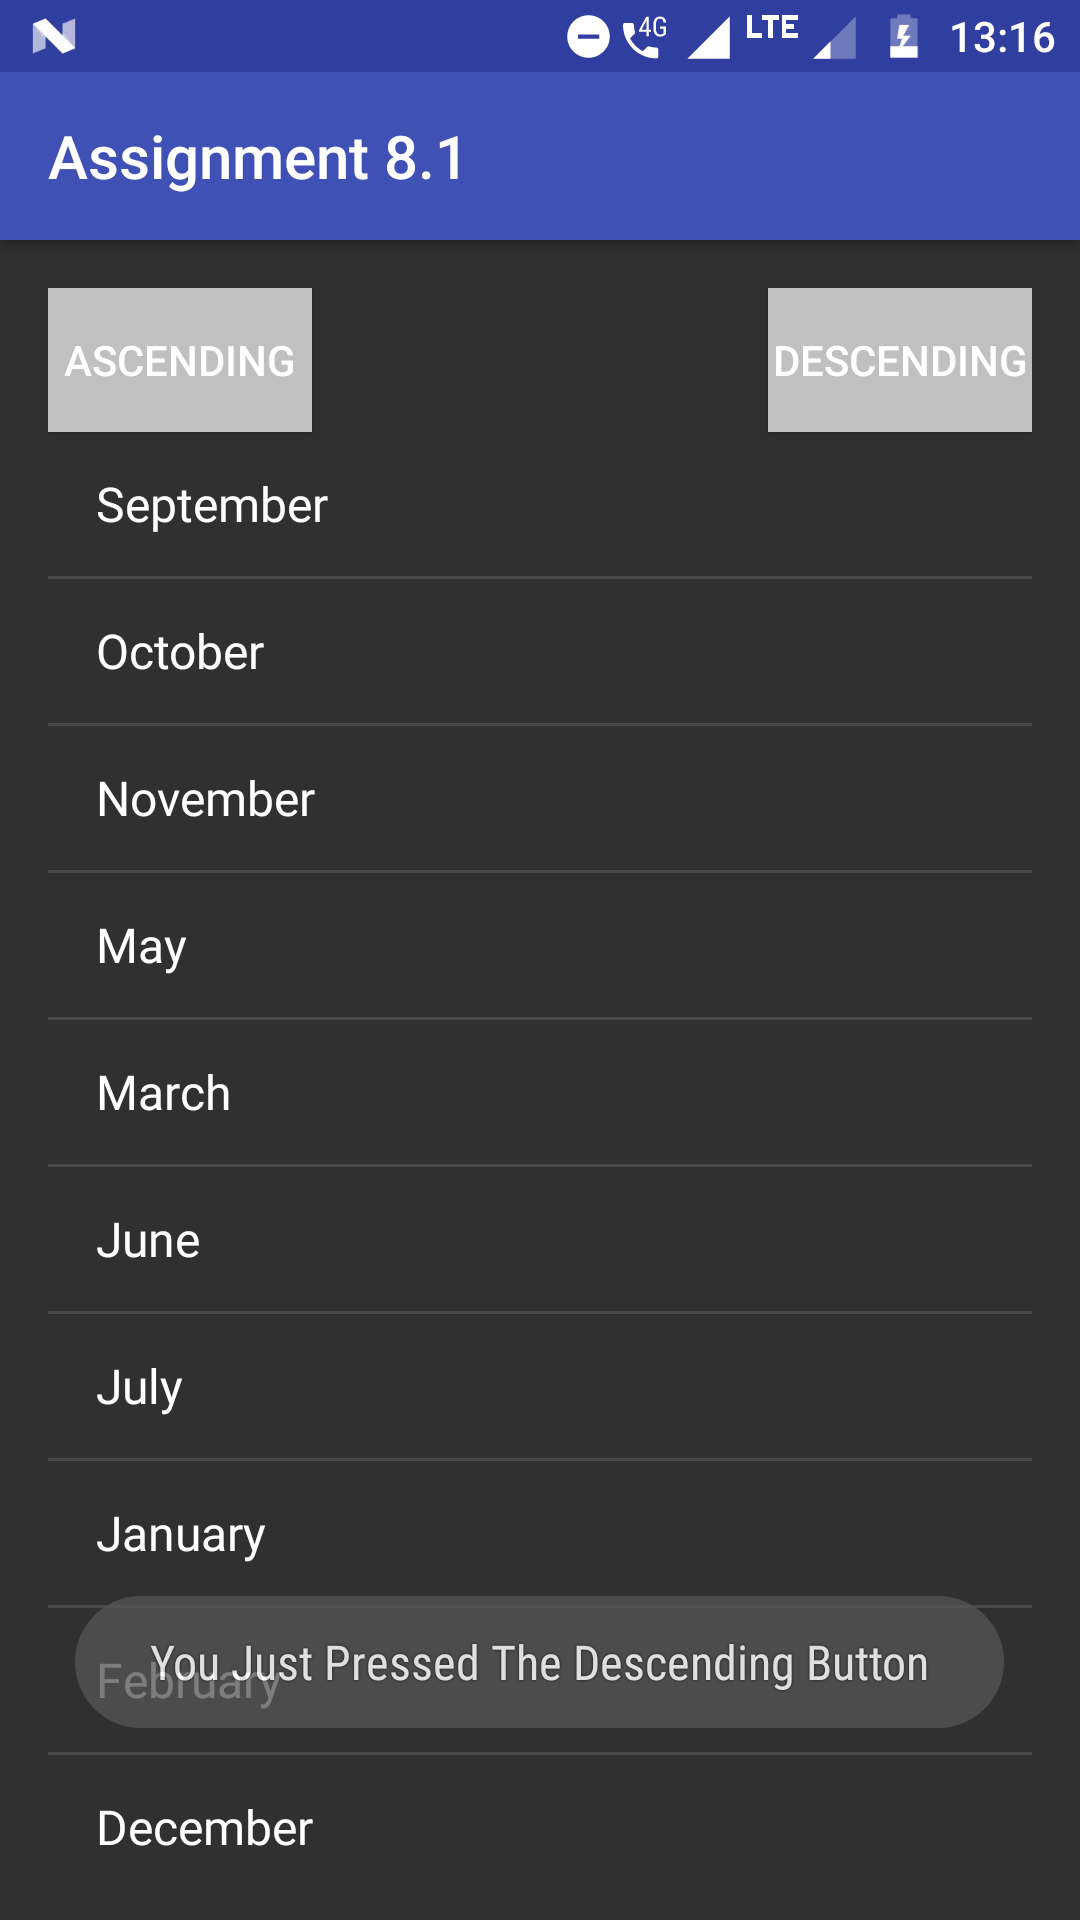 4G LTE 13:16
Assignment 8.1
ASCENDING DESCENDING
September
October
November
May
March
June
July
January
You Just Pressed The Descending Button
February
December